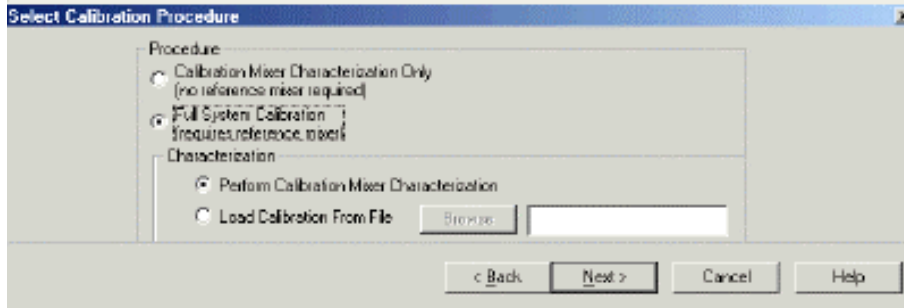 Select Calibration Procedure
Procedure
Calibration Mixer Characterization Only
(no reference mixer required)
Full System Calibration
(requires reference mixer)
Characterization
Perform Calibration Mixer Characterization
Load Calibration From File
Browse
< Back
Next >
Cancel
Help